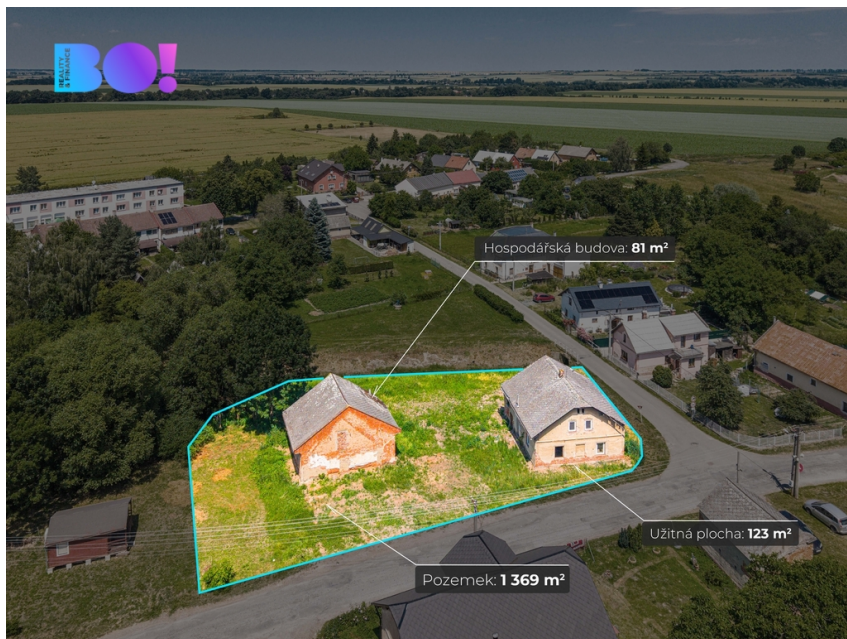 BO!
REALITY
& FINANCE
Hospodářská budova: 81 m²
Užitná plocha: 123 m²
Pozemek: 1 369 m²